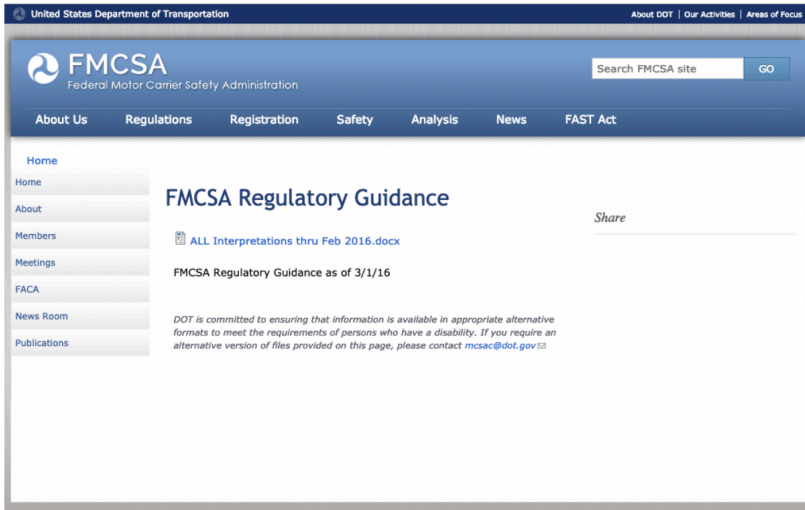 United States Department of Transportation
About DOT | Our Activities | Areas of Focus
FMCSA
Federal Motor Carrier Safety Administration
Search FMCSA site
GO
About Us Regulations Registration Safety Analysis News FAST Act
Home
Home
About
Members
Meetings
FACA
News Room
Publications
FMCSA Regulatory Guidance
ALL Interpretations thru Feb 2016.docx
FMCSA Regulatory Guidance as of 3/1/16
DOT is committed to ensuring that information is available in appropriate alternative
formats to meet the requirements of persons who have a disability. If you require an
alternative version of files provided on this page, please contact mcsac@dot.gov
Share